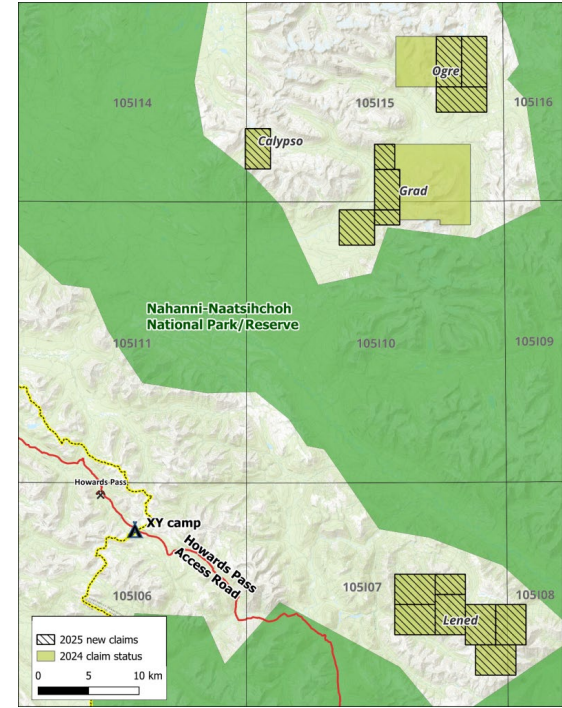 Ogre
105I14
105I15
105I16
Calypso
Grad
Nahanni-Naatsihchoh
National Park/Reserve
105I11
105I10
105I09
Howards Pass
XY camp
Howards Pass
Access Road
105I07
105I06
105I08
Lened
2025 new claims
2024 claim status
0 5 10 km